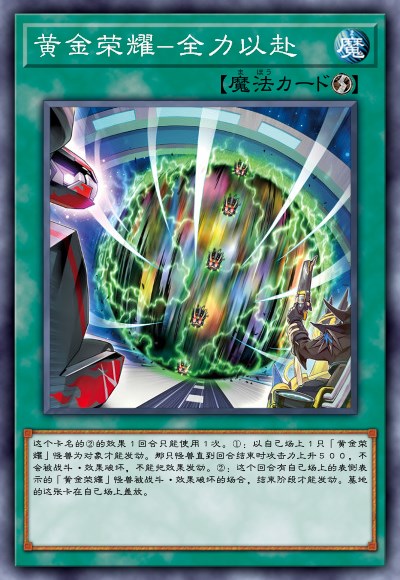 黄金荣耀-全力以赴
魔
【魔法カード】
まほう
这个卡名的②的效果1回合只能使用1次。①：以自己场上1只「黄金荣
耀」怪兽为对象才能发动。那只怪兽直到回合结束时攻击力上升500，不
会被战斗·效果破坏，不能把效果发动。②：这个回合有自己场上的表侧表
示的「黄金荣耀」怪兽被战斗·效果破坏的场合，结束阶段才能发动。墓地
的这张卡在自己场上盖放。